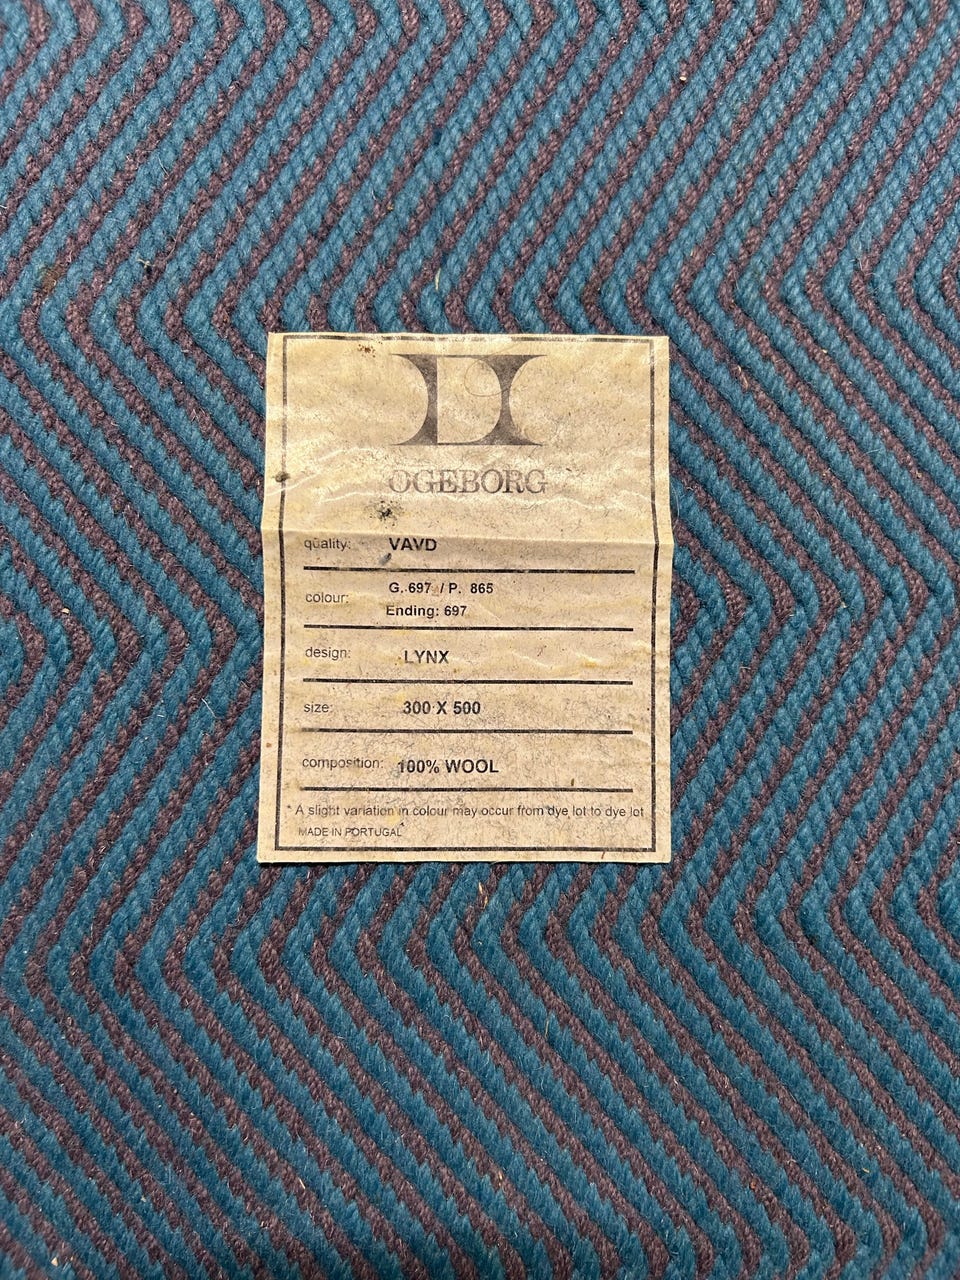 OGEBORG
quality: VAVD
colour: G. 697 / P. 865
Ending: 697
design: LYNX
size: 300 X 500
composition: 100% WOOL
* A slight variation in colour may occur from dye lot to dye lot
MADE IN PORTUGAL